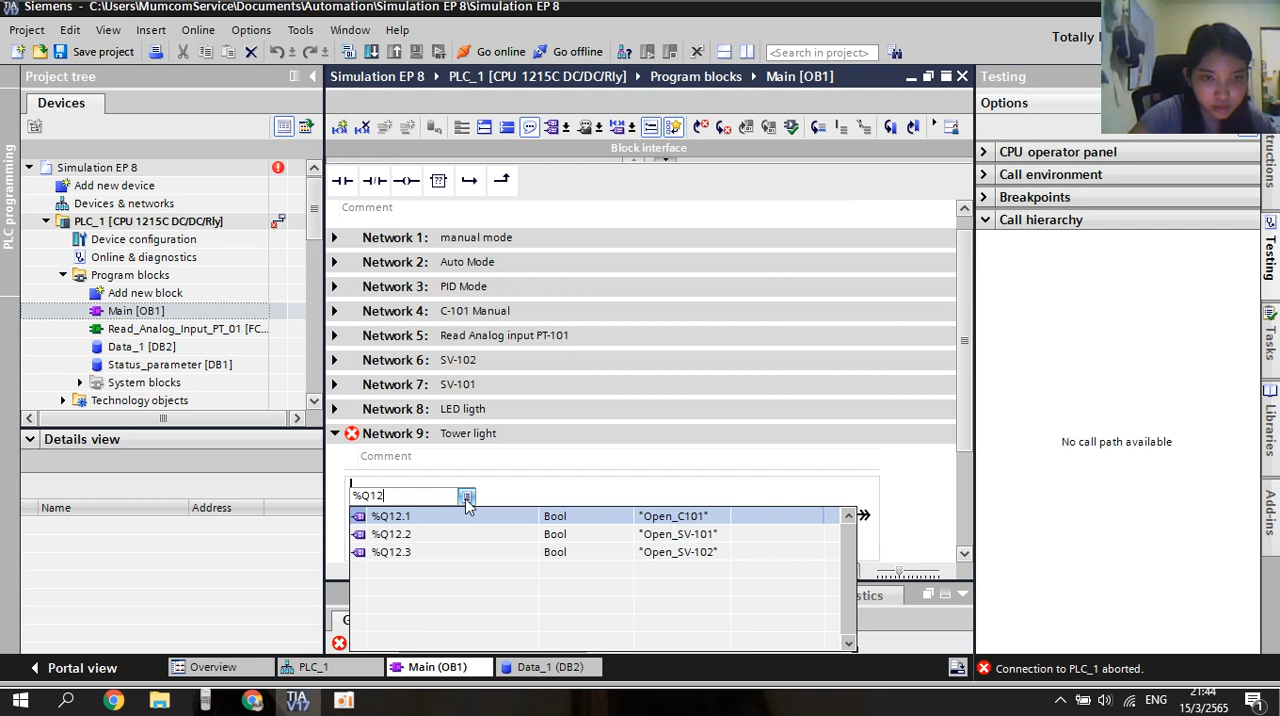 Siemens - C:\Users\MumcomService\Documents\Automation\Simulation EP 8\Simulation EP 8
Project Edit View Insert Online Options Tools Window Help
Totally
Save project
Go online
Go offline
<Search in project>
Project tree
Simulation EP 8 PLC_1 [CPU 1215C DC/DC/Rly] Program blocks Main [OB1]
Testing
Devices
Options
Block interface
CPU operator panel
Call environment
Breakpoints
Call hierarchy
No call path available
Simulation EP 8
Add new device
Devices & networks
PLC_1 [CPU 1215C DC/DC/Rly]
Device configuration
Online & diagnostics
Program blocks
Add new block
Main [OB1]
Read_Analog_Input_PT_01 [FC...
Data_1 [DB2]
Status_parameter [DB1]
System blocks
Technology objects
Comment
Network 1: manual mode
Network 2: Auto Mode
Network 3: PID Mode
Network 4: C-101 Manual
Network 5: Read Analog input PT-101
Network 6: SV-102
Network 7: SV-101
Network 8: LED ligth
Network 9: Tower light
Comment
%Q12
%Q12.1 Bool "Open_C101"
%Q12.2 Bool "Open_SV-101"
%Q12.3 Bool "Open_SV-102"
Details view
Name Address
PLC programming
Testing
Tasks
Libraries
Add-ins
Portal view
Overview
PLC_1
Main (OB1)
Data_1 (DB2)
Connection to PLC_1 aborted.
TIA
V17
ENG
21:44
15/3/2565